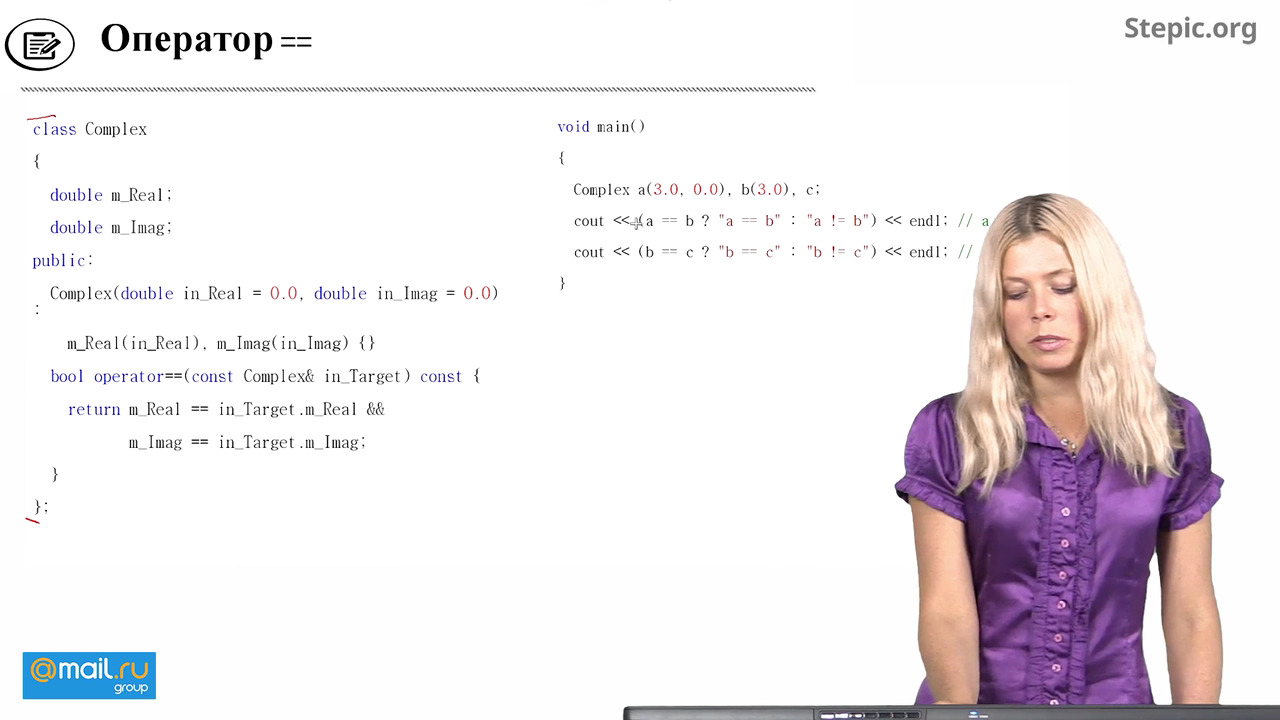 Оператор ==
Stepic.org
class Complex
{
double m_Real;
double m_Imag;
public:
Complex(double in_Real = 0.0, double in_Imag = 0.0)
:
m_Real(in_Real), m_Imag(in_Imag) {}
bool operator==(const Complex& in_Target) const {
return m_Real == in_Target.m_Real &&
m_Imag == in_Target.m_Imag;
}
};
void main()
{
Complex a(3.0, 0.0), b(3.0), c;
cout << (a == b ? "a == b" : "a != b") << endl; // a
cout << (b == c ? "b == c" : "b != c") << endl; //
}
@mail.ru
group